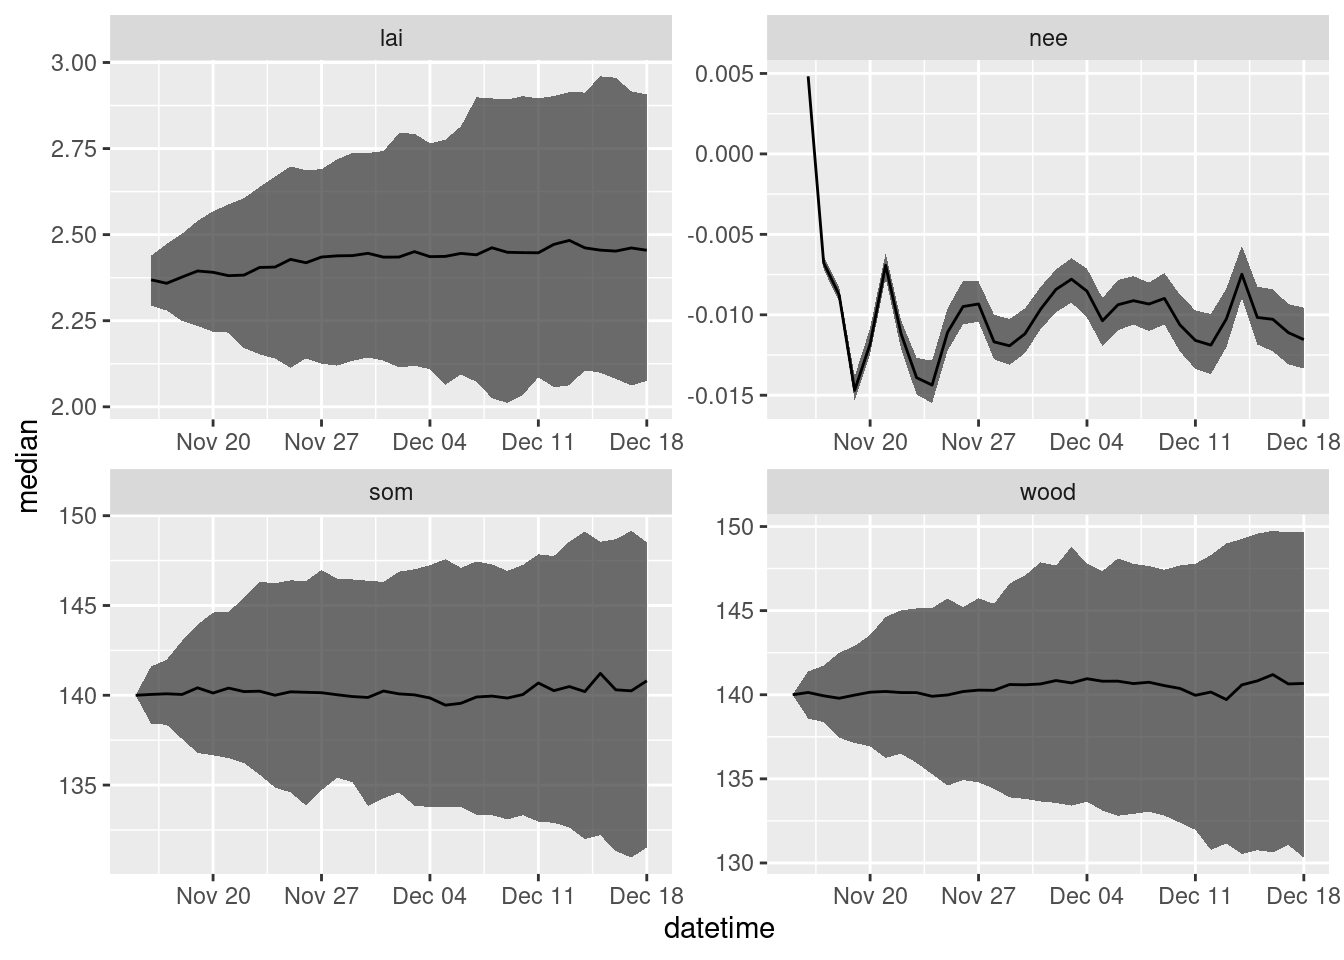 lai
nee
3.00
2.75
2.50
2.25
2.00
0.005
0.000
-0.005
-0.010
-0.015
Nov 20 Nov 27 Dec 04 Dec 11 Dec 18
Nov 20 Nov 27 Dec 04 Dec 11 Dec 18
median
som
wood
150
145
140
135
150
145
140
135
130
Nov 20 Nov 27 Dec 04 Dec 11 Dec 18
Nov 20 Nov 27 Dec 04 Dec 11 Dec 18
datetime